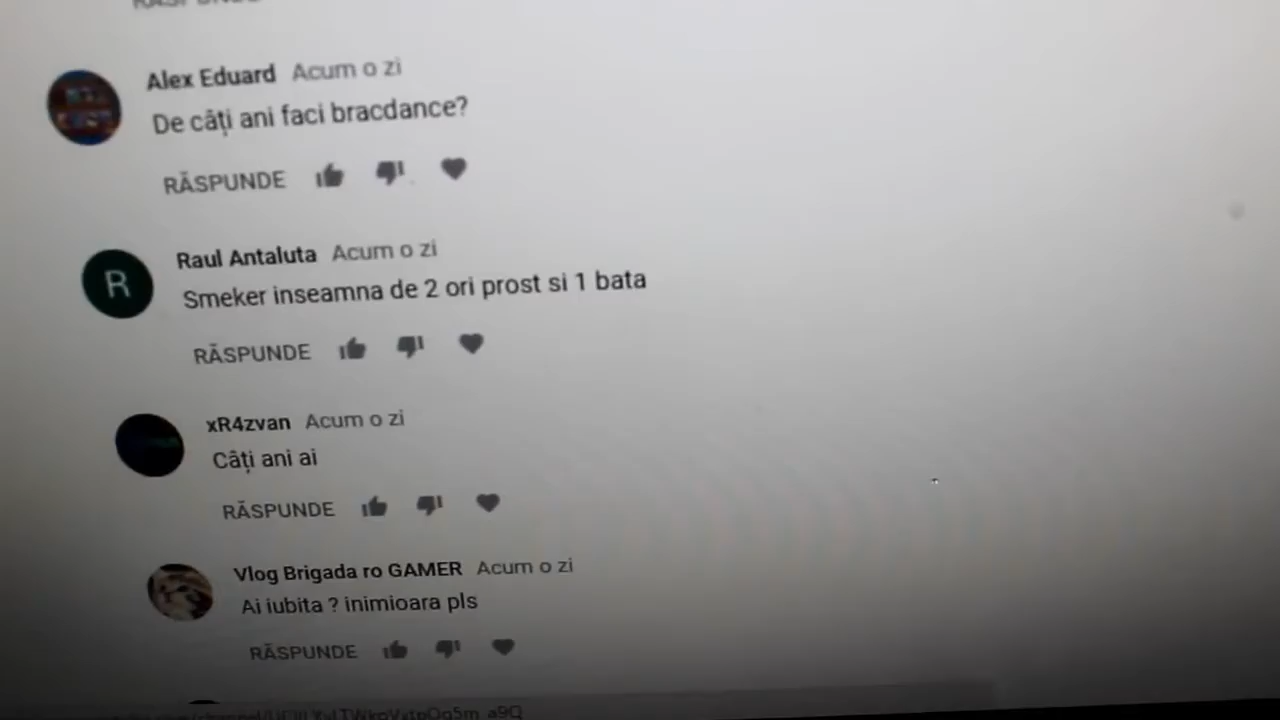 RĂSPUNDE
Alex Eduard Acum o zi
De câți ani faci bracdance?
RĂSPUNDE
R
Raul Antaluta Acum o zi
Smeker inseamna de 2 ori prost si 1 bata
RĂSPUNDE
xR4zvan Acum o zi
Câți ani ai
RĂSPUNDE
Vlog Brigada ro GAMER Acum o zi
Ai iubita ? inimioara pls
RĂSPUNDE